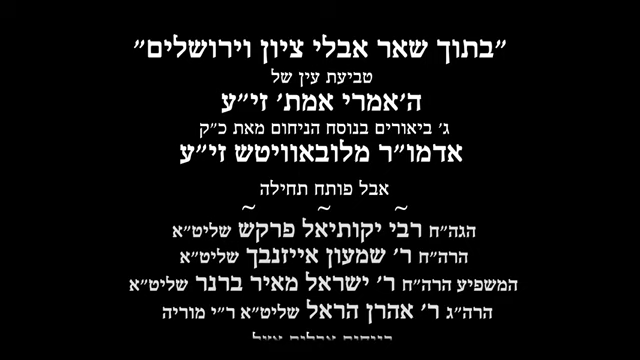 "בתוך שאר אבלי ציון וירושלים"
טביעת עין של
ה'אמרי אמת' זי"ע
ג' ביאורים בנוסח הניחום מאת כ"ק
אדמו"ר מלובאוויטש זי"ע
אבל פותח תחילה
~ ~ ~
הגה"ח רבי יקותיאל פרקש שליט"א
הרה"ח ר' שמעון אייזנבך שליט"א
המשפיע הרה"ח ר' ישראל מאיר ברנר שליט"א
הרה"ג ר' אהרן הראל שליט"א ר"י מוריה